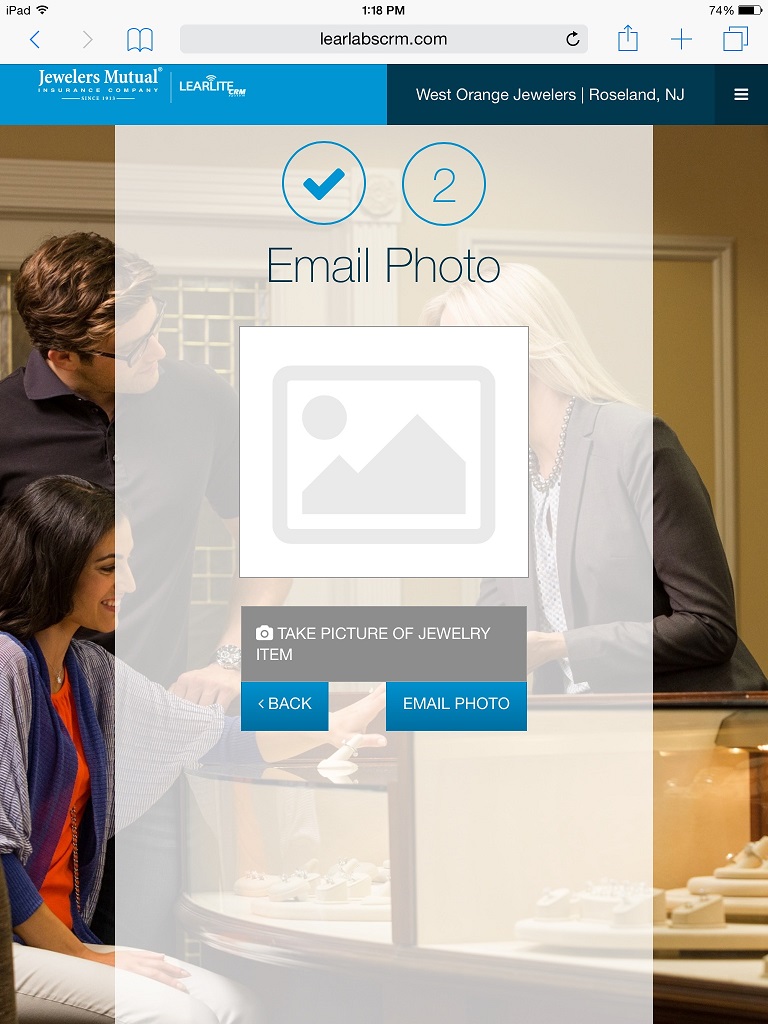 iPad
1:18 PM
74%
learlabscrm.com
Jewelers Mutual®
INSURANCE COMPANY
SINCE 1913
LEARLITE
CRM
West Orange Jewelers | Roseland, NJ
2
Email Photo
TAKE PICTURE OF JEWELRY
ITEM
‹ BACK
EMAIL PHOTO